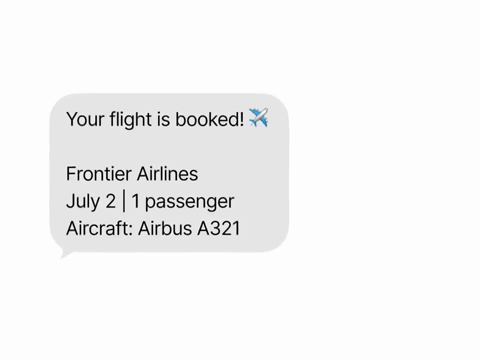 Your flight is booked! ✈️
Frontier Airlines
July 2 | 1 passenger
Aircraft: Airbus A321